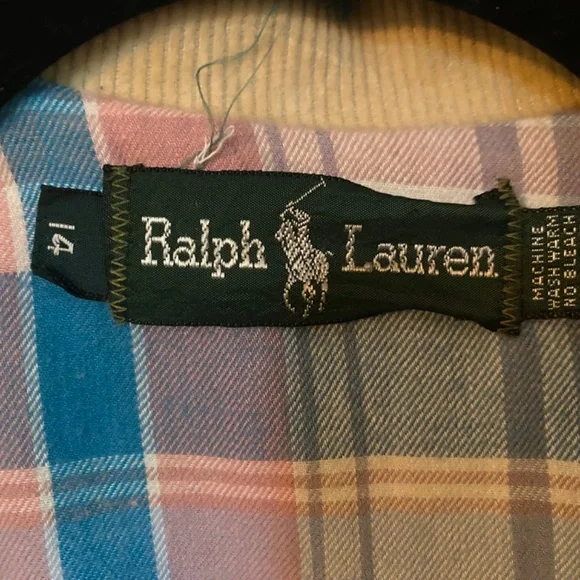 14
Ralph Lauren
MACHINE
WASH WARM
NO BLEACH